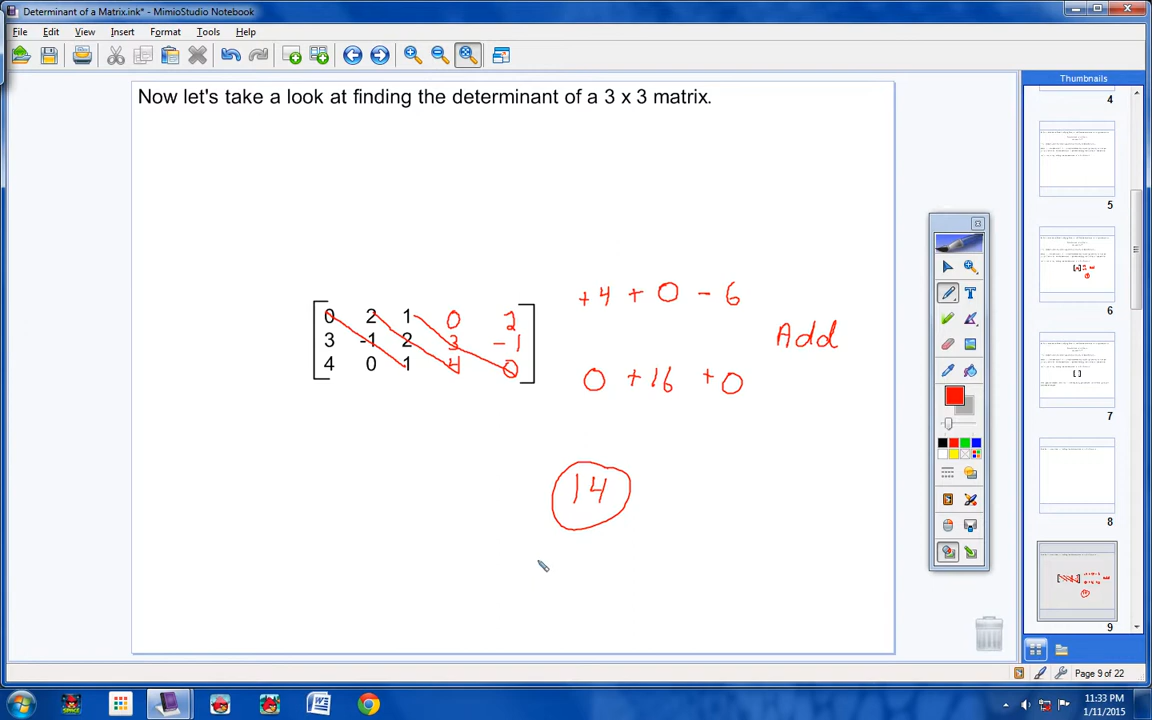 Determinant of a Matrix.ink* - MimioStudio Notebook
File Edit View Insert Format Tools Help
Now let's take a look at finding the determinant of a 3 x 3 matrix.
0 2 1 0 2
3 -1 2 3 -1
4 0 1 4 0
+4 + 0 - 6
Add
0 +16 +0
14
Thumbnails
4
5
6
7
8
9
Page 9 of 22
11:33 PM
1/11/2015